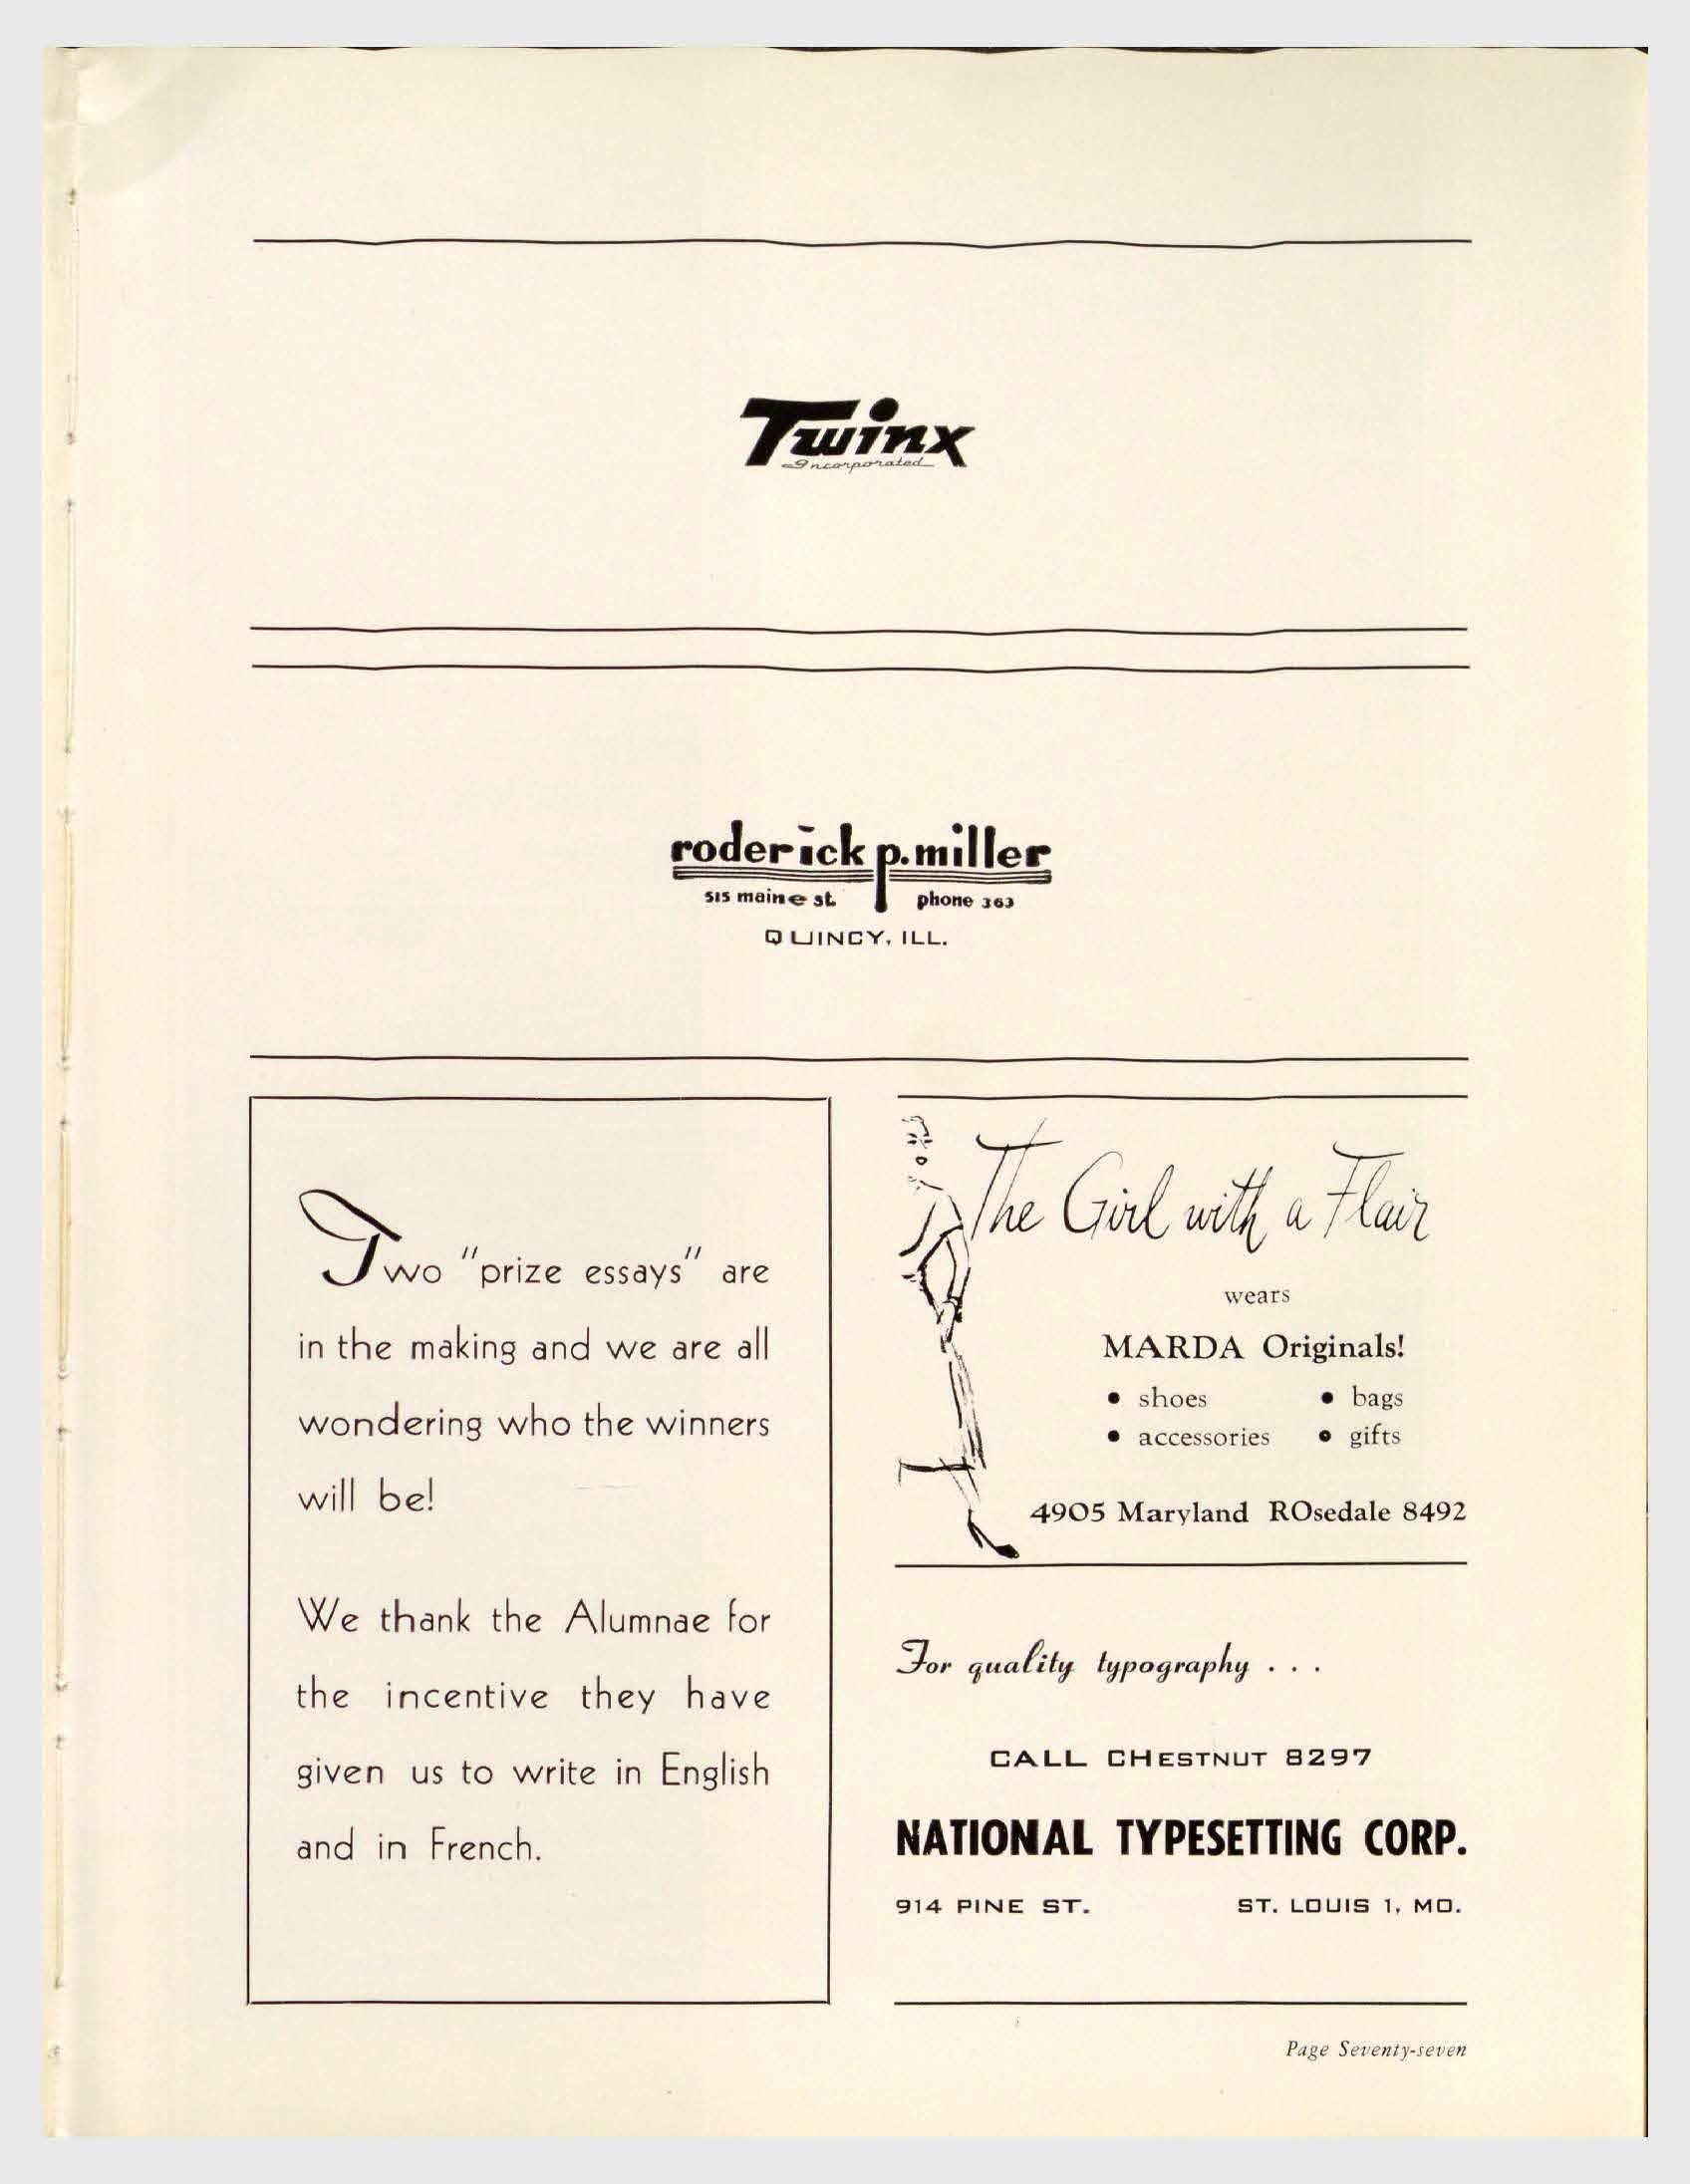 Twinx
Incorporated
roderick p. miller
515 maine st. phone 363
QUINCY, ILL.
Two "prize essays" are
in the making and we are all
wondering who the winners
will be!
We thank the Alumnae for
the incentive they have
given us to write in English
and in French.
The Girl with a Flair
wears
MARDA Originals!
• shoes • bags
• accessories • gifts
4905 Maryland ROsedale 8492
For quality typography . . .
CALL CHESTNUT 8297
NATIONAL TYPESETTING CORP.
914 PINE ST. ST. LOUIS 1, MO.
Page Seventy-seven